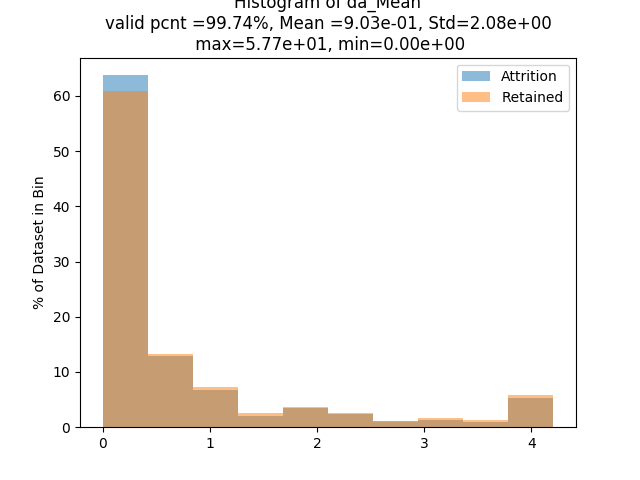 Histogram of da_Mean
valid pcnt =99.74%, Mean =9.03e-01, Std=2.08e+00
max=5.77e+01, min=0.00e+00
Attrition
Retained
% of Dataset in Bin
60
50
40
30
20
10
0
0 1 2 3 4